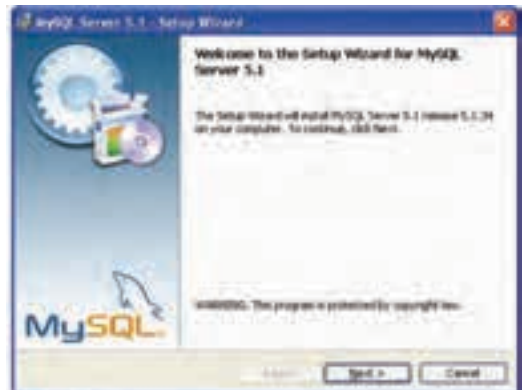 MySQL Server 5.1 - Setup Wizard
Welcome to the Setup Wizard for MySQL
Server 5.1
The Setup Wizard will install MySQL Server 5.1 release 5.1.34
on your computer. To continue, click Next.
WARNING: This program is protected by copyright law.
MySQL
Next >
Cancel